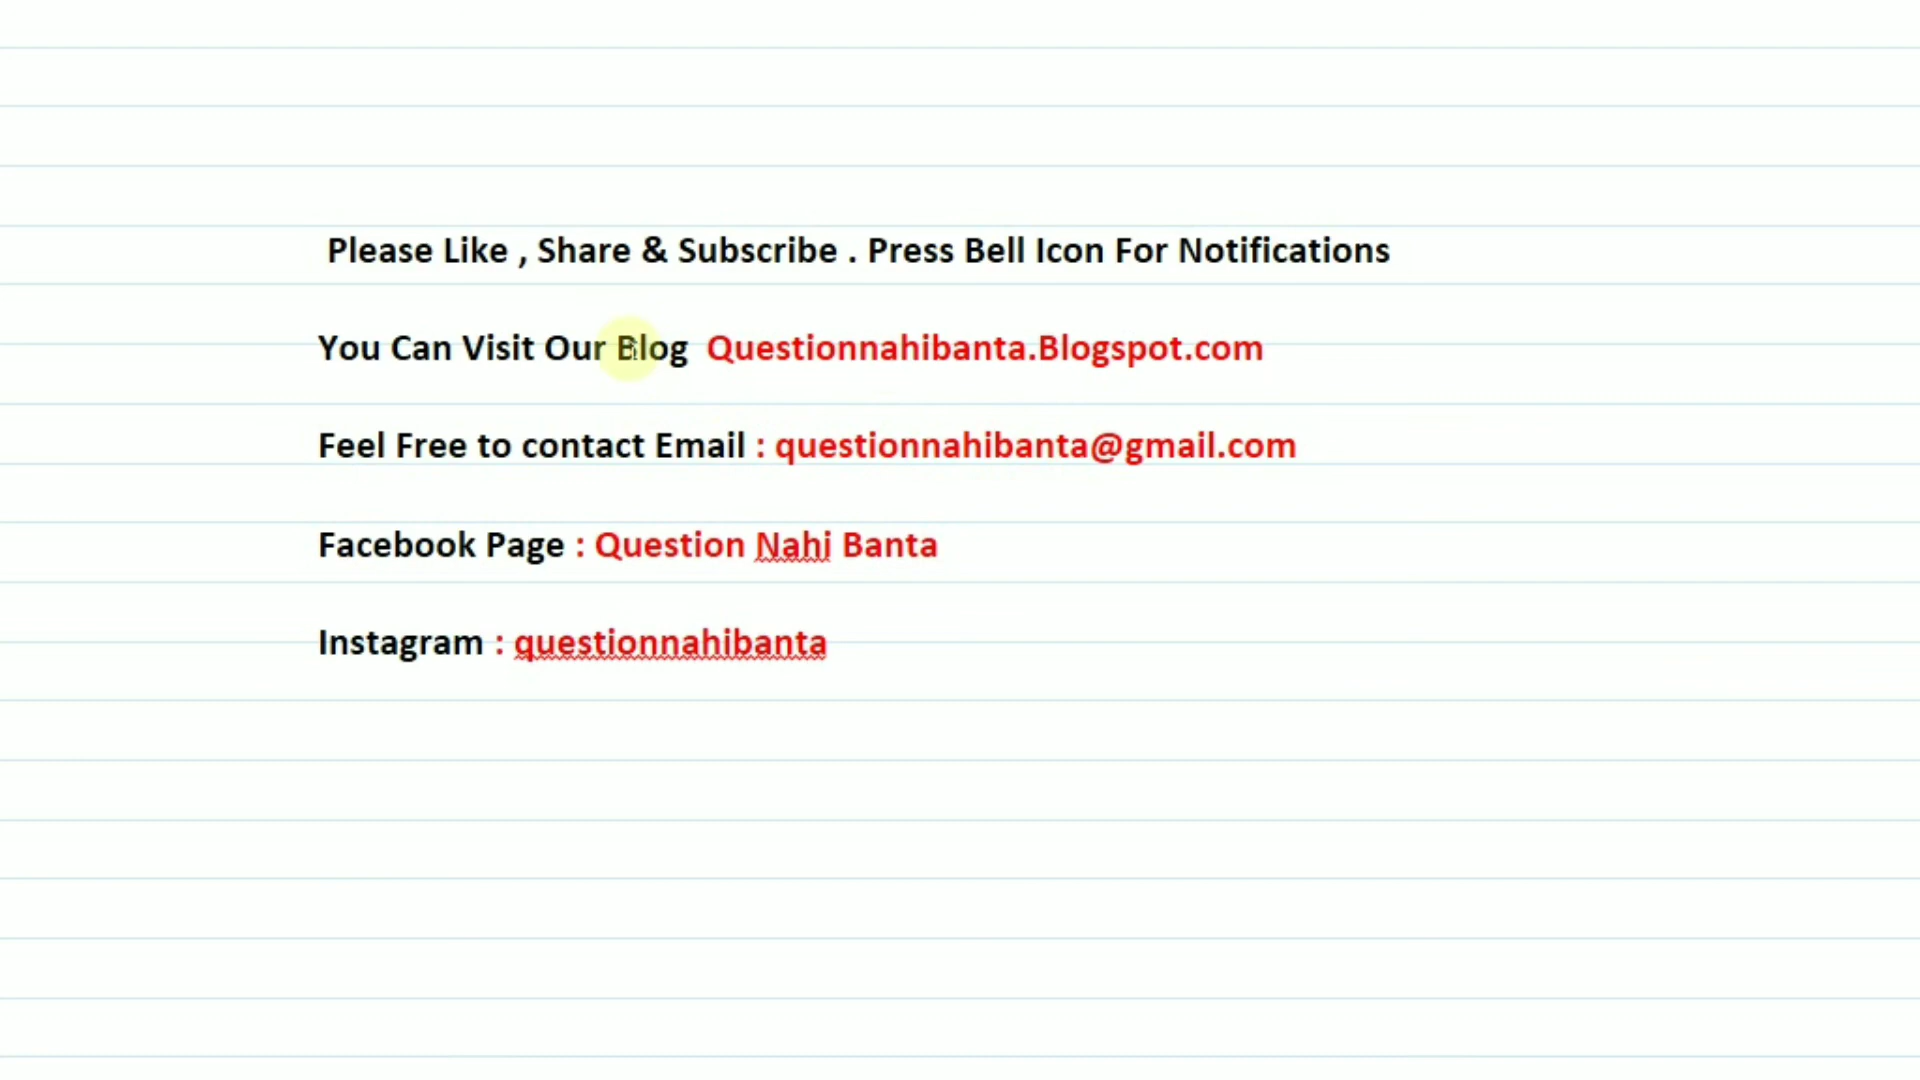 Please Like , Share & Subscribe . Press Bell Icon For Notifications
You Can Visit Our Blog  Questionnahibanta.Blogspot.com
Feel Free to contact Email : questionnahibanta@gmail.com
Facebook Page : Question Nahi Banta
Instagram : questionnahibanta